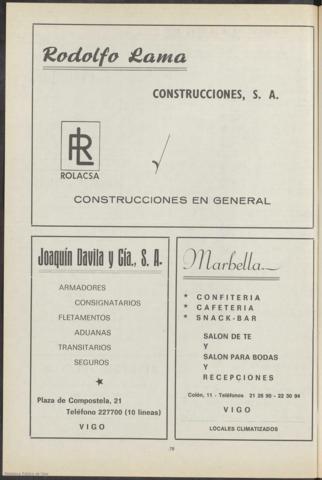 Rodolfo Lama
CONSTRUCCIONES, S. A.
RL
ROLACSA
CONSTRUCCIONES EN GENERAL
Joaquín Davila y Cía., S. A.
ARMADORES
CONSIGNATARIOS
FLETAMENTOS
ADUANAS
TRANSITARIOS
SEGUROS
Plaza de Compostela, 21
Teléfono 227700 (10 lineas)
VIGO
Marbella
* CONFITERIA
* CAFETERIA
* SNACK-BAR
SALON DE TE
Y
SALON PARA BODAS
Y
RECEPCIONES
Colón, 11 - Teléfonos 21 26 90 - 22 30 94
VIGO
LOCALES CLIMATIZADOS